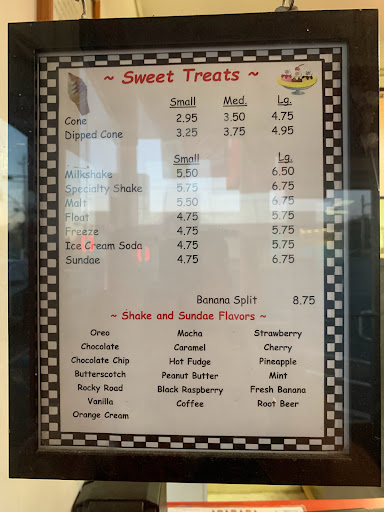 ~ Sweet Treats ~
Small Med. Lg.
Cone 2.95 3.50 4.75
Dipped Cone 3.25 3.75 4.95
Small Lg.
Milkshake 5.50 6.50
Specialty Shake 5.75 6.75
Malt 5.50 6.75
Float 4.75 5.75
Freeze 4.75 5.75
Ice Cream Soda 4.75 5.75
Sundae 4.75 6.75
Banana Split 8.75
~ Shake and Sundae Flavors ~
Oreo Mocha Strawberry
Chocolate Caramel Cherry
Chocolate Chip Hot Fudge Pineapple
Butterscotch Peanut Butter Mint
Rocky Road Black Raspberry Fresh Banana
Vanilla Coffee Root Beer
Orange Cream